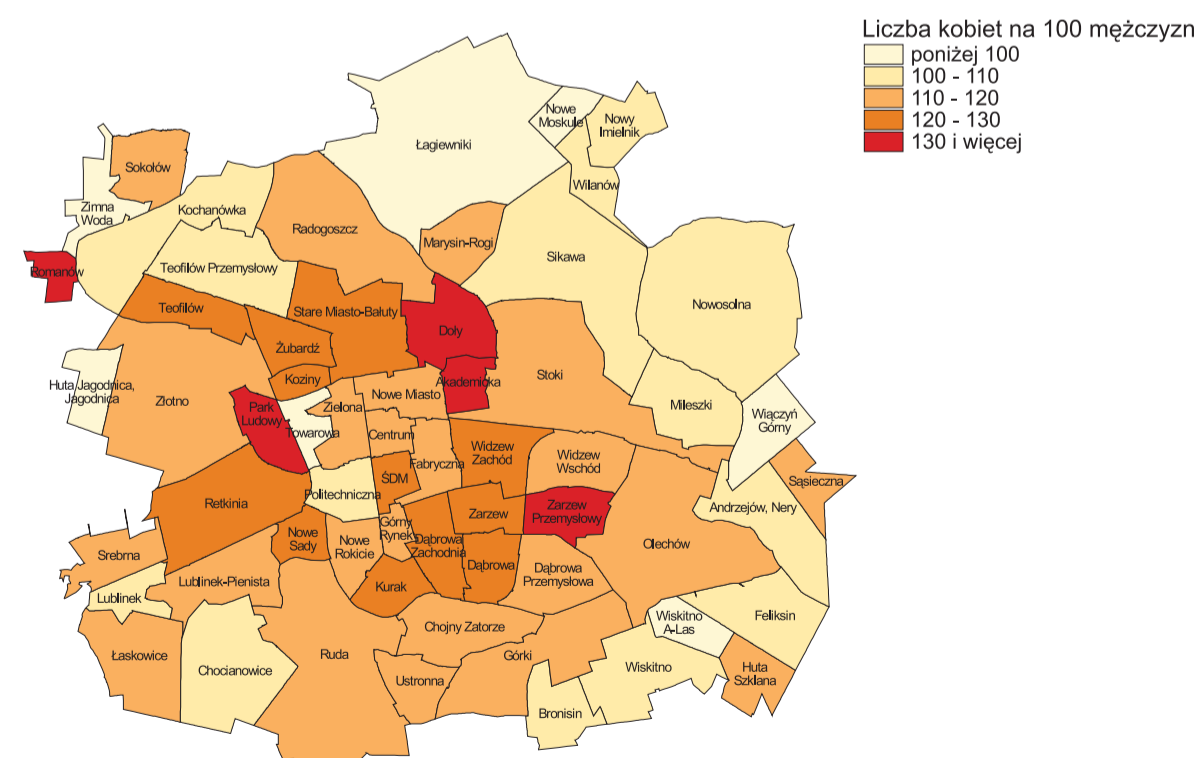 Liczba kobiet na 100 mężczyzn
poniżej 100
100 - 110
110 - 120
120 - 130
130 i więcej
Łagiewniki
Nowe
Moskule
Nowy
Imielnik
Sokołów
Wilanów
Zimna
Woda
Kochanówka
Radogoszcz
Marysin-Rogi
Sikawa
Romanów
Teofilów Przemysłowy
Nowosolna
Teofilów
Stare Miasto-Bałuty
Doły
Żubardź
Koziny
Akademicka
Stoki
Huta Jagodnica,
Jagodnica
Złotno
Nowe Miasto
Park
Ludowy
Zielona
Mileszki
Wiączyń
Górny
Towarowa
Centrum
Widzew
Zachód
Widzew
Wschód
Fabryczna
Sąsieczna
ŚDM
Politechniczna
Retkinia
Andrzejów, Nery
Zarzew
Zarzew
Przemysłowy
Górny
Rynek
Nowe
Sady
Nowe
Rokicie
Dąbrowa
Zachodnia
Olechów
Srebrna
Dąbrowa
Dąbrowa
Przemysłowa
Lublinek-Pienista
Kurak
Lublinek
Wiskitno
A-Las
Feliksin
Chojny Zatorze
Łaskowice
Ruda
Górki
Chocianowice
Wiskitno
Huta
Szklana
Ustronna
Bronisin